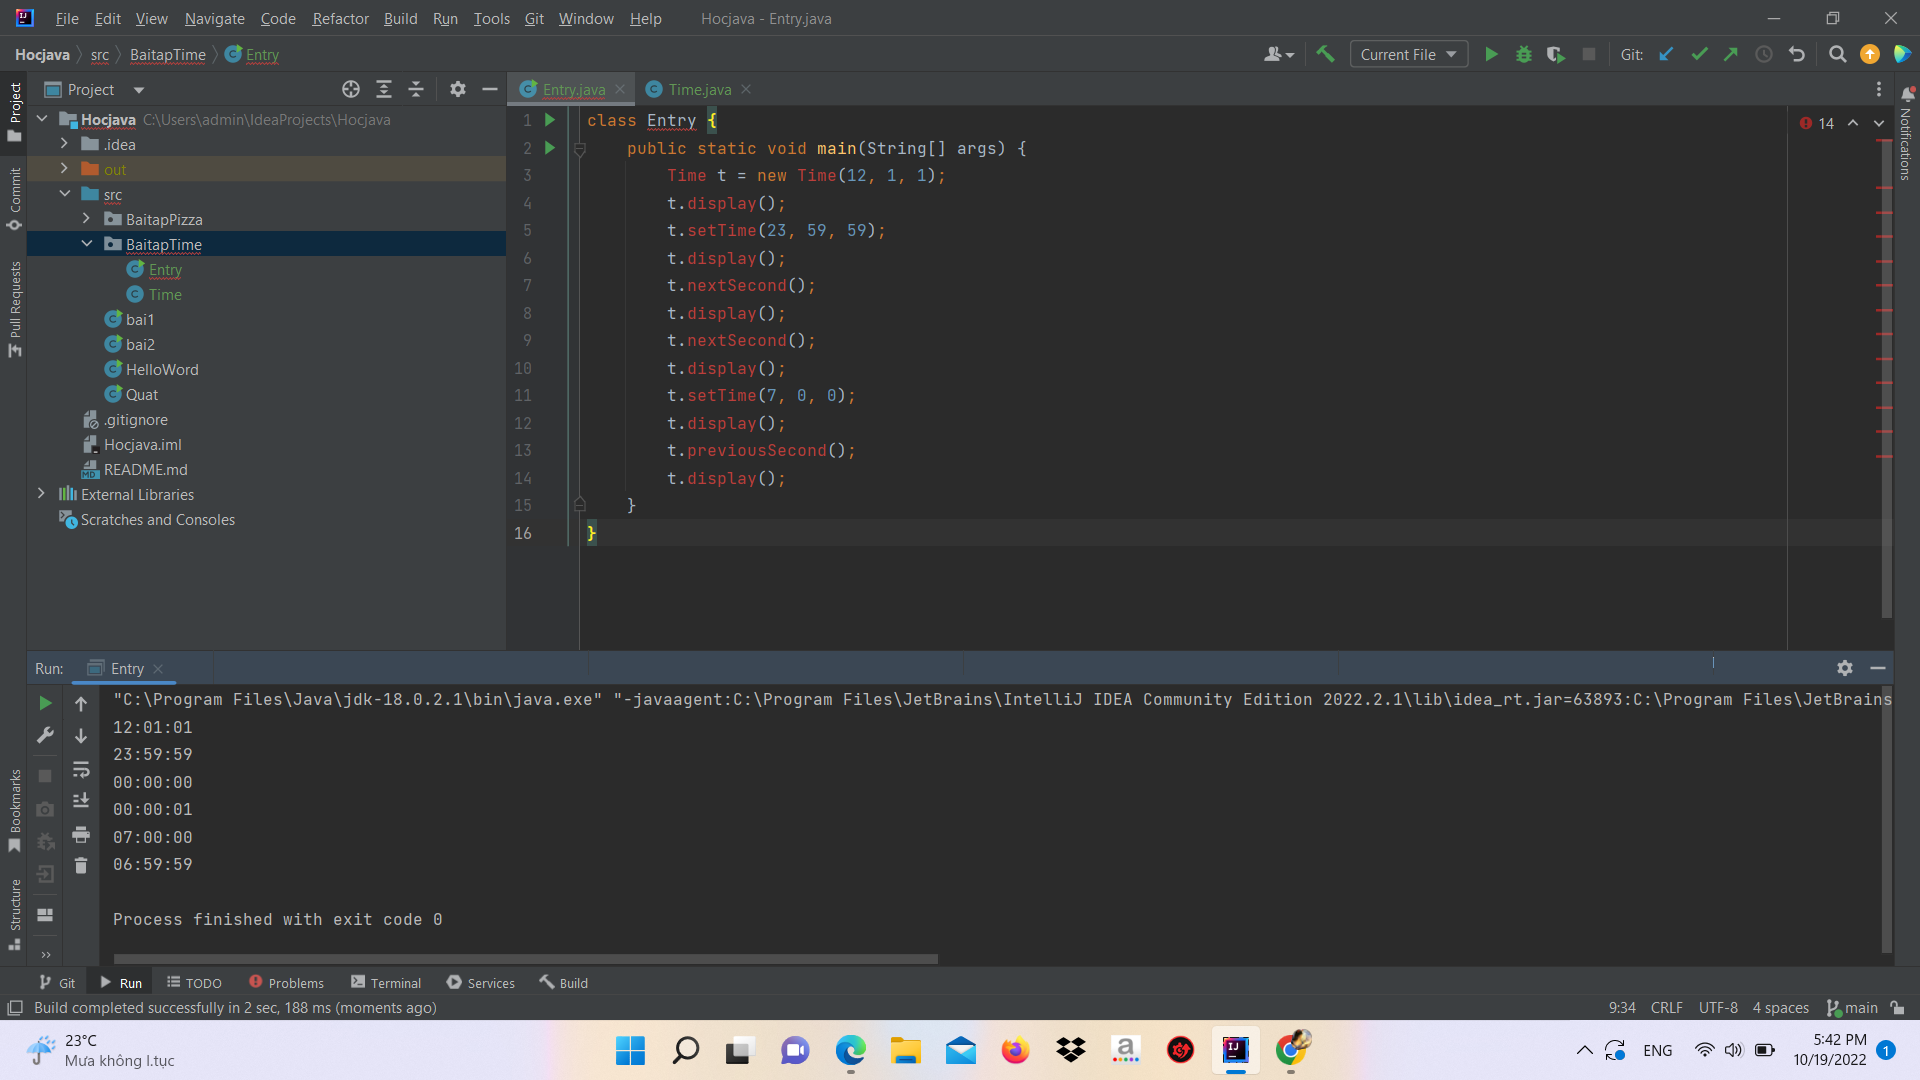 File Edit View Navigate Code Refactor Build Run Tools Git Window Help Hocjava - Entry.java
Hocjava src BaitapTime Entry Current File Git:
Project Entry.java Time.java
Project
Commit
Pull Requests
Bookmarks
Structure
Notifications
Hocjava C:\Users\admin\IdeaProjects\Hocjava
.idea
out
src
BaitapPizza
BaitapTime
Entry
Time
bai1
bai2
HelloWord
Quat
.gitignore
Hocjava.iml
README.md
External Libraries
Scratches and Consoles
14
1 class Entry {
2 public static void main(String[] args) {
3 Time t = new Time(12, 1, 1);
4 t.display();
5 t.setTime(23, 59, 59);
6 t.display();
7 t.nextSecond();
8 t.display();
9 t.nextSecond();
10 t.display();
11 t.setTime(7, 0, 0);
12 t.display();
13 t.previousSecond();
14 t.display();
15 }
16 }
Run: Entry
"C:\Program Files\Java\jdk-18.0.2.1\bin\java.exe" "-javaagent:C:\Program Files\JetBrains\IntelliJ IDEA Community Edition 2022.2.1\lib\idea_rt.jar=63893:C:\Program Files\JetBrains
12:01:01
23:59:59
00:00:00
00:00:01
07:00:00
06:59:59
Process finished with exit code 0
Git Run TODO Problems Terminal Services Build
Build completed successfully in 2 sec, 188 ms (moments ago) 9:34 CRLF UTF-8 4 spaces main
23°C
Mưa không l.tục
ENG
5:42 PM
10/19/2022
1